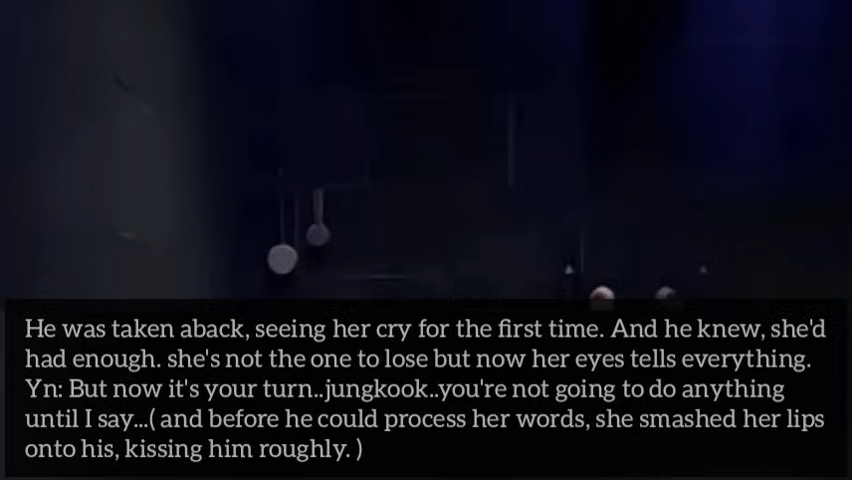 He was taken aback, seeing her cry for the first time. And he knew, she'd
had enough. she's not the one to lose but now her eyes tells everything.
Yn: But now it's your turn..jungkook..you're not going to do anything
until I say...( and before he could process her words, she smashed her lips
onto his, kissing him roughly. )